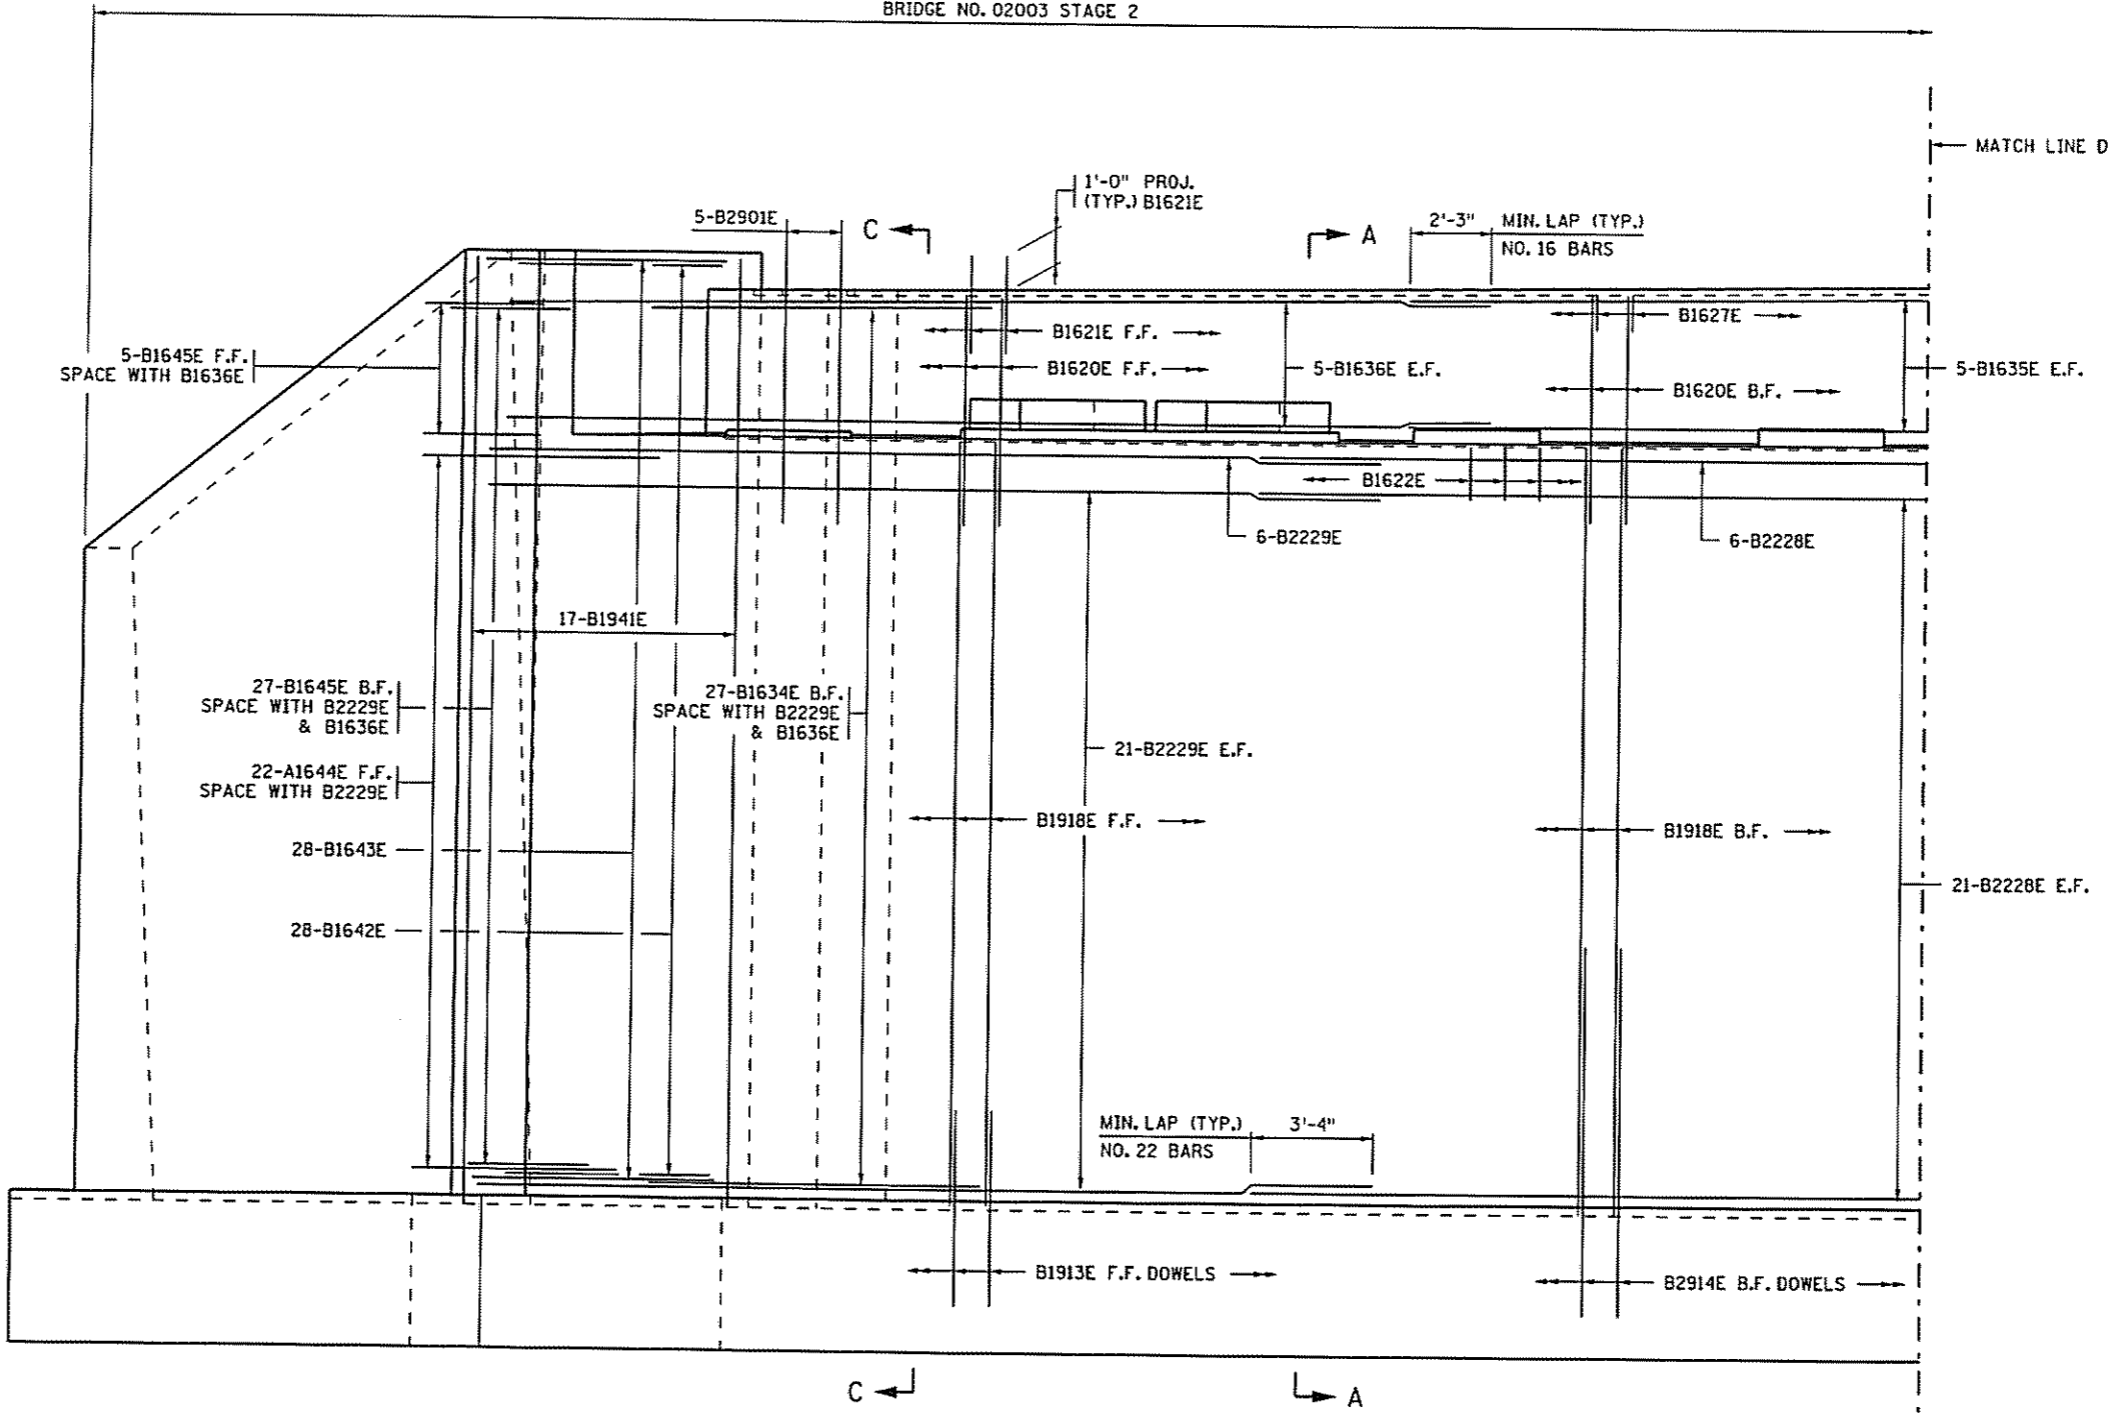 BRIDGE NO. 02003 STAGE 2
MATCH LINE D
1'-0" PROJ.
(TYP.) B1621E
5-B2901E
C
A
2'-3" MIN. LAP (TYP.)
NO. 16 BARS
B1621E F.F.
B1627E
5-B1645E F.F.
SPACE WITH B1636E
B1620E F.F.
5-B1636E E.F.
B1620E B.F.
5-B1635E E.F.
B1622E
6-B2229E
6-B2228E
17-B1941E
27-B1645E B.F.
SPACE WITH B2229E
& B1636E
27-B1634E B.F.
SPACE WITH B2229E
& B1636E
21-B2229E E.F.
22-A1644E F.F.
SPACE WITH B2229E
B1918E F.F.
B1918E B.F.
28-B1643E
21-B2228E E.F.
28-B1642E
MIN. LAP (TYP.) 3'-4"
NO. 22 BARS
B1913E F.F. DOWELS
B2914E B.F. DOWELS
C
A